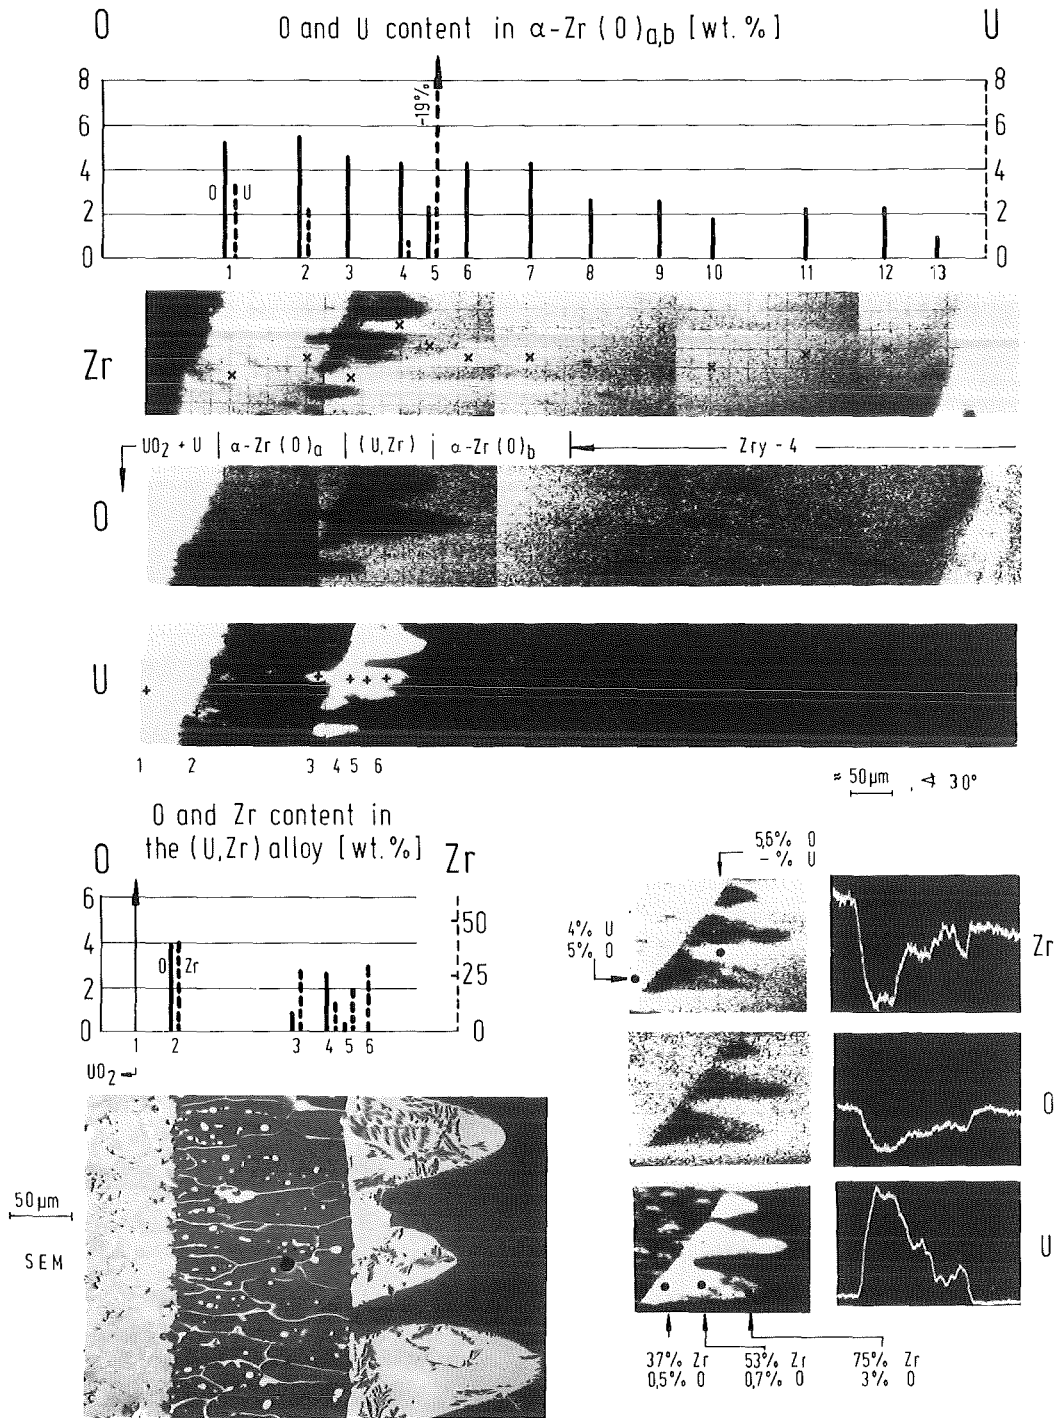 O and U content in α-Zr (O)a,b [wt. %]
O
U
8
6
4
2
0
8
6
4
2
0
~19%
O U
1 2 3 4 5 6 7 8 9 10 11 12 13
Zr
UO2 + U α-Zr (O)a (U,Zr) α-Zr (O)b Zry - 4
O
U
1 2 3 4 5 6
≈ 50µm , ∢ 30°
O and Zr content in
the (U,Zr) alloy [wt.%]
O
Zr
6
4
2
0
50
25
0
O Zr
1 2 3 4 5 6
UO2
50µm
SEM
5,6% O
- % U
4% U
5% O
Zr
O
U
37% Zr 53% Zr 75% Zr
0,5% O 0,7% O 3% O